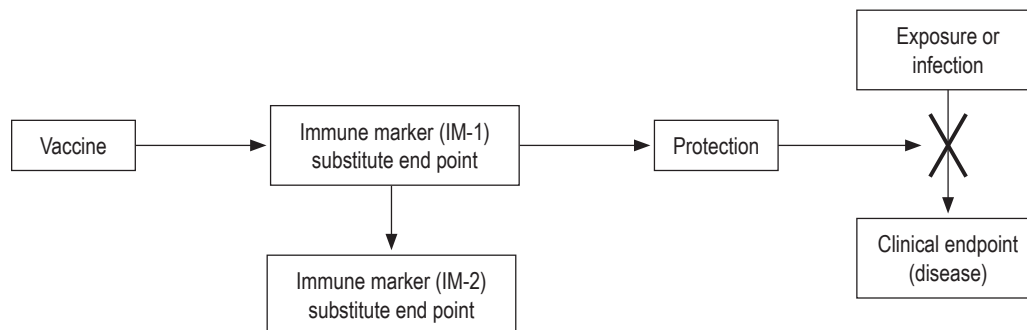 Exposure or
infection
Vaccine
Immune marker (IM-1)
substitute end point
Protection
Immune marker (IM-2)
substitute end point
Clinical endpoint
(disease)